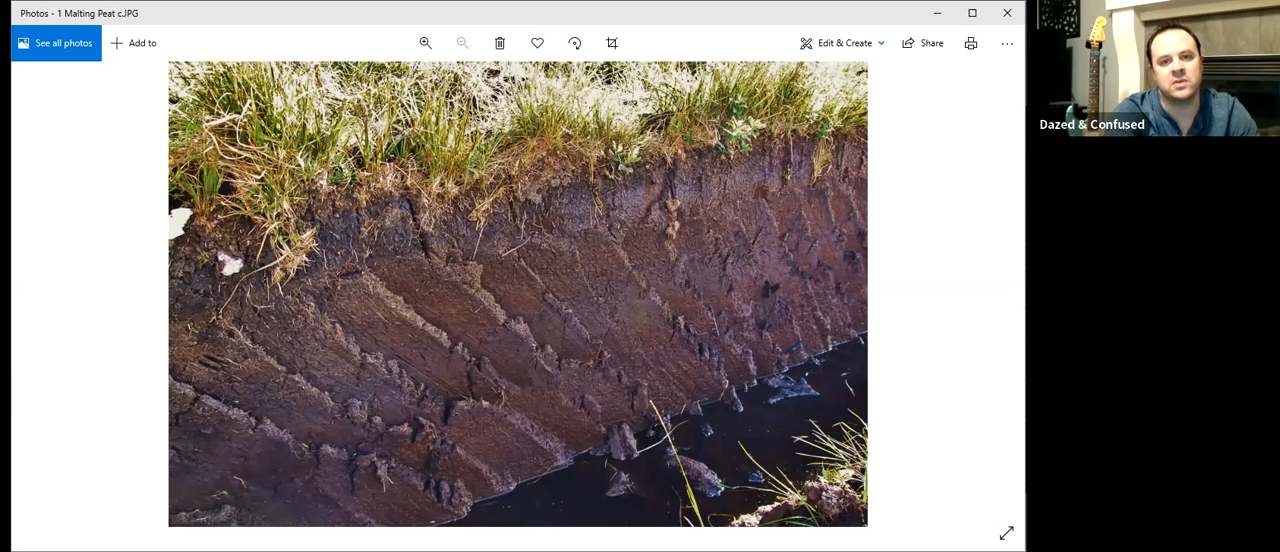 Photos - 1 Malting Peat c.JPG
See all photos
Add to
Edit & Create
Share
Dazed & Confused